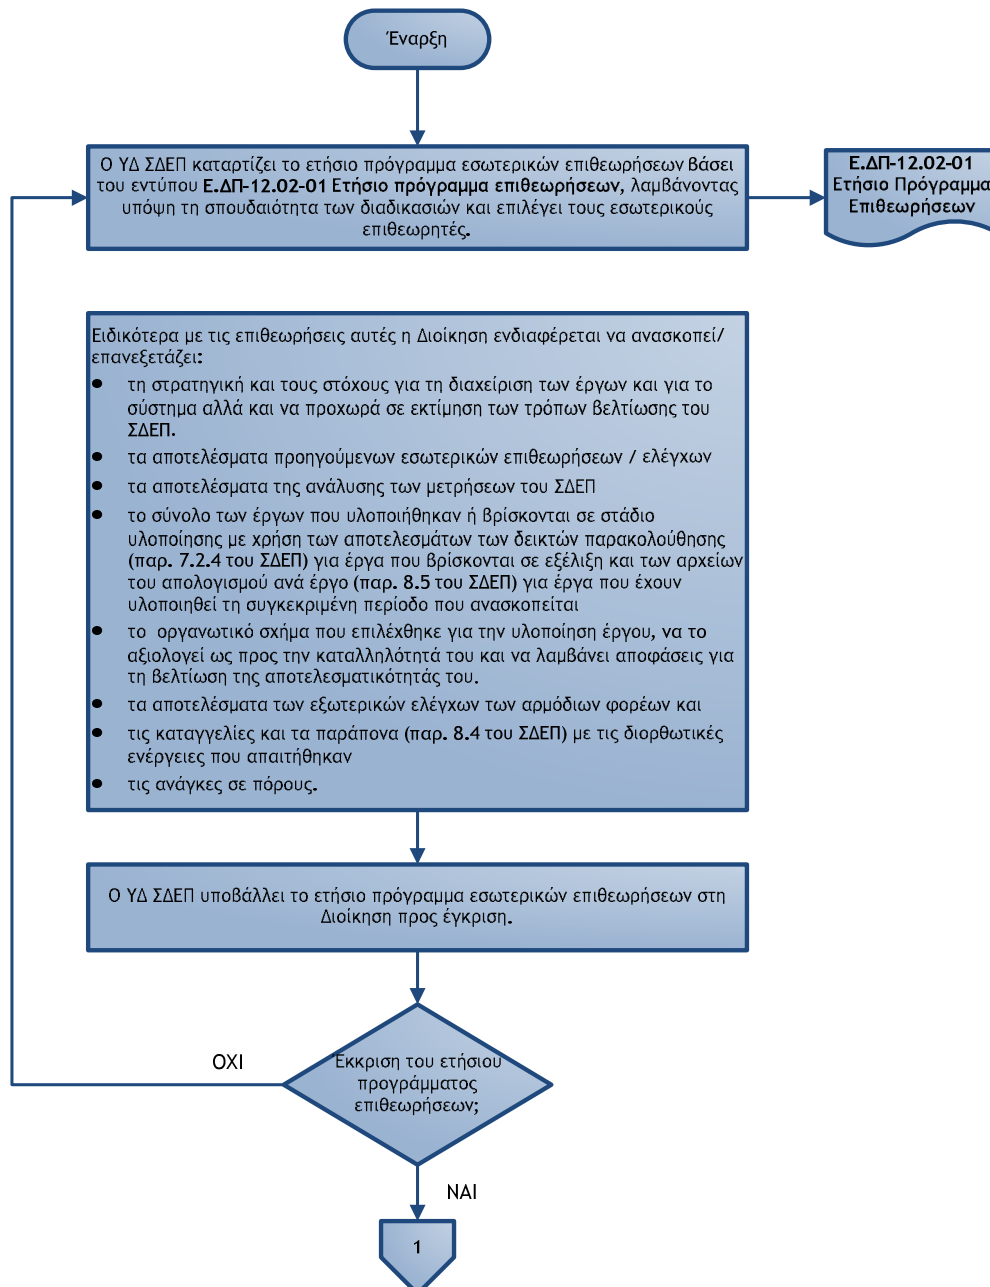 Έναρξη
Ο ΥΔ ΣΔΕΠ καταρτίζει το ετήσιο πρόγραμμα εσωτερικών επιθεωρήσεων βάσει
του εντύπου Ε.ΔΠ-12.02-01 Ετήσιο πρόγραμμα επιθεωρήσεων, λαμβάνοντας
υπόψη τη σπουδαιότητα των διαδικασιών και επιλέγει τους εσωτερικούς
επιθεωρητές.
Ε.ΔΠ-12.02-01
Ετήσιο Πρόγραμμα
Επιθεωρήσεων
Ειδικότερα με τις επιθεωρήσεις αυτές η Διοίκηση ενδιαφέρεται να ανασκοπεί/
επανεξετάζει:
● τη στρατηγική και τους στόχους για τη διαχείριση των έργων και για το
σύστημα αλλά και να προχωρά σε εκτίμηση των τρόπων βελτίωσης του
ΣΔΕΠ.
● τα αποτελέσματα προηγούμενων εσωτερικών επιθεωρήσεων / ελέγχων
● τα αποτελέσματα της ανάλυσης των μετρήσεων του ΣΔΕΠ
● το σύνολο των έργων που υλοποιήθηκαν ή βρίσκονται σε στάδιο
υλοποίησης με χρήση των αποτελεσμάτων των δεικτών παρακολούθησης
(παρ. 7.2.4 του ΣΔΕΠ) για έργα που βρίσκονται σε εξέλιξη και των αρχείων
του απολογισμού ανά έργο (παρ. 8.5 του ΣΔΕΠ) για έργα που έχουν
υλοποιηθεί τη συγκεκριμένη περίοδο που ανασκοπείται
● το οργανωτικό σχήμα που επιλέχθηκε για την υλοποίηση έργου, να το
αξιολογεί ως προς την καταλληλότητά του και να λαμβάνει αποφάσεις για
τη βελτίωση της αποτελεσματικότητάς του.
● τα αποτελέσματα των εξωτερικών ελέγχων των αρμόδιων φορέων και
● τις καταγγελίες και τα παράπονα (παρ. 8.4 του ΣΔΕΠ) με τις διορθωτικές
ενέργειες που απαιτήθηκαν
● τις ανάγκες σε πόρους.
Ο ΥΔ ΣΔΕΠ υποβάλλει το ετήσιο πρόγραμμα εσωτερικών επιθεωρήσεων στη
Διοίκηση προς έγκριση.
ΟΧΙ
Έκκριση του ετήσιου
προγράμματος
επιθεωρήσεων;
ΝΑΙ
1